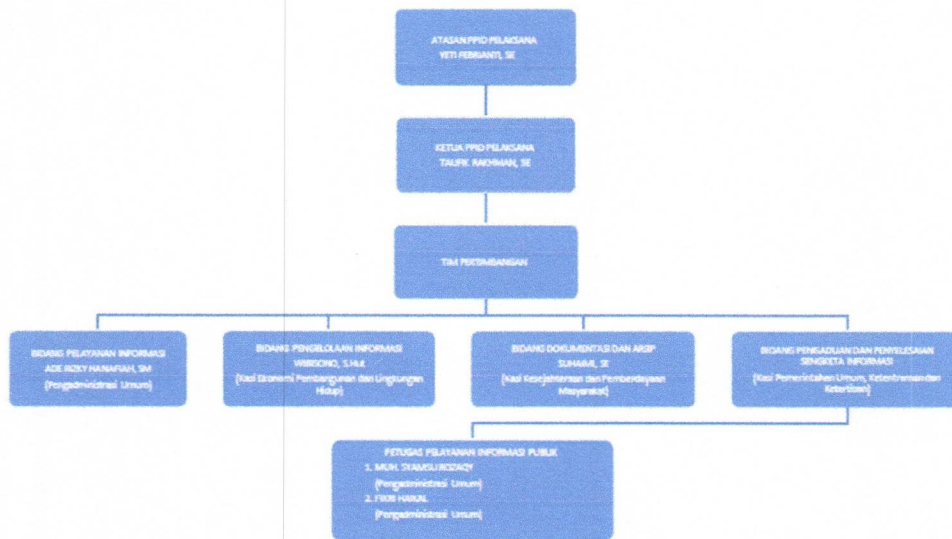 ATASAN PPID PELAKSANA
YETI FEBRIANTI, SE
KETUA PPID PELAKSANA
TAUFIK RAKHMAN, SE
TIM PERTIMBANGAN
BIDANG PELAYANAN INFORMASI
ADE RIZKY HANAFIAH, SM
(Pengadministrasi Umum)
BIDANG PENGELOLAAN INFORMASI
WIBISONO, S.Hut
(Kasi Ekonomi Pembangunan dan Lingkungan
Hidup)
BIDANG DOKUMENTASI DAN ARSIP
SUHAIMI, SE
(Kasi Kesejahteraan dan Pemberdayaan
Masyarakat)
BIDANG PENGADUAN DAN PENYELESAIAN
SENGKETA INFORMASI
(Kasi Pemerintahan Umum, Ketentraman dan
Ketertiban)
PETUGAS PELAYANAN INFORMASI PUBLIK
1. MUH. SYAMSU ROZAQY
(Pengadministrasi Umum)
2. FIKRI
(Pengadministrasi Umum)